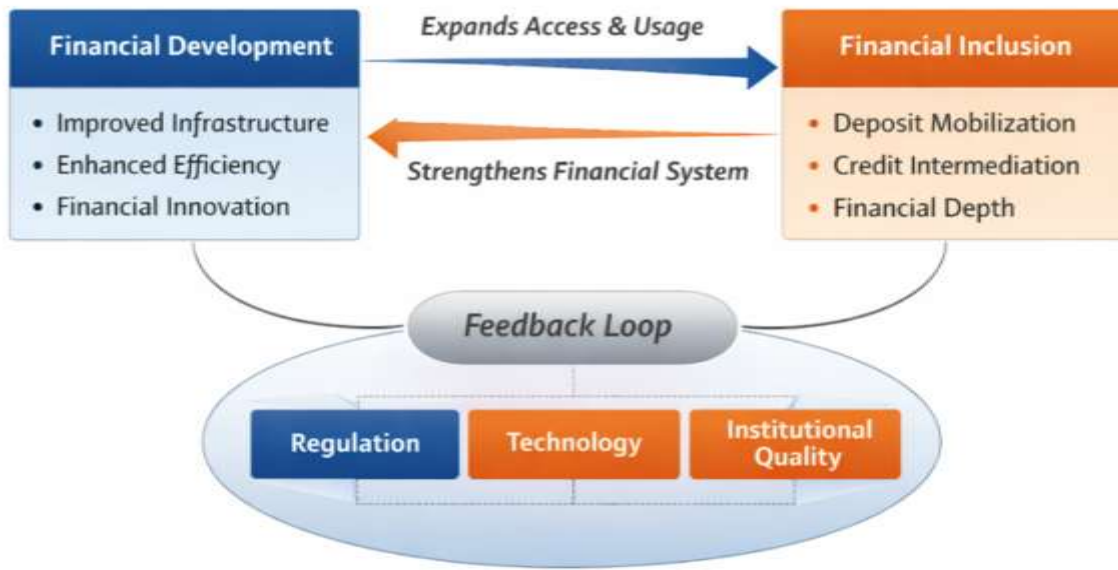 Financial Development
• Improved Infrastructure
• Enhanced Efficiency
• Financial Innovation
Expands Access & Usage
Strengthens Financial System
Financial Inclusion
• Deposit Mobilization
• Credit Intermediation
• Financial Depth
Feedback Loop
Regulation
Technology
Institutional
Quality